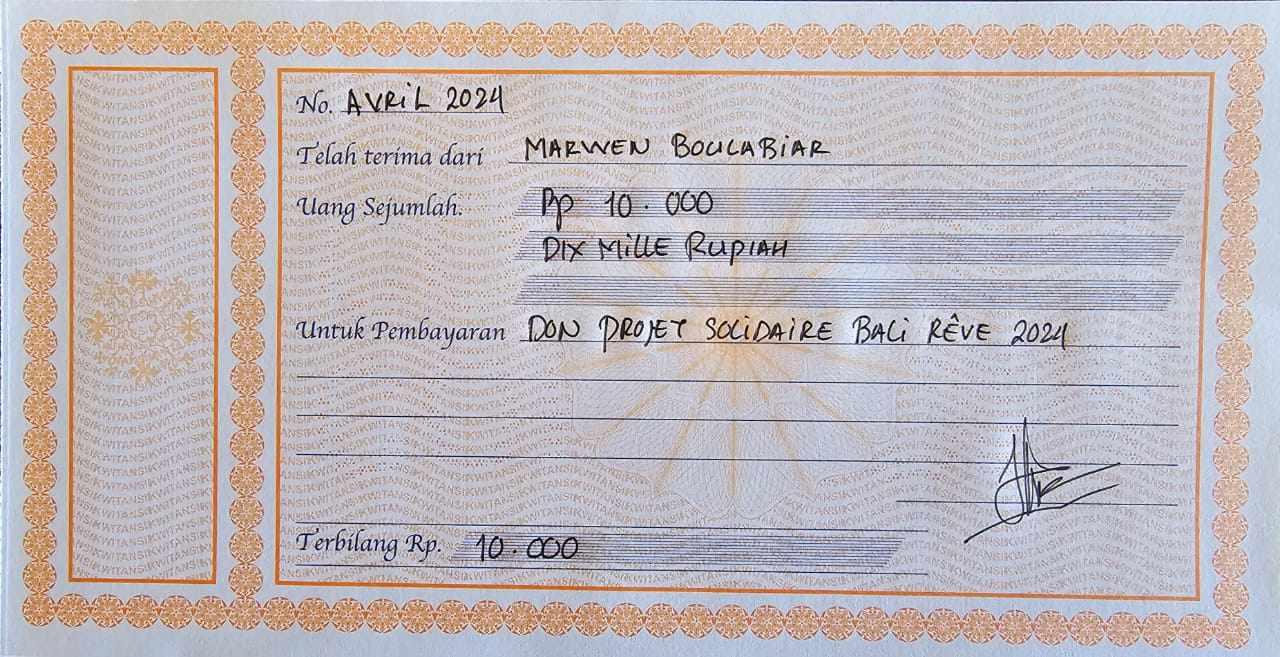 No. AVRiL 2024
Telah terima dari MARWEN BOULABiAR
Uang Sejumlah. Rp 10.000
DIX MiLLE RUPIAH
Untuk Pembayaran DON PROJET SOLiDAiRE BALi RÊVE 2024
Terbilang Rp. 10.000